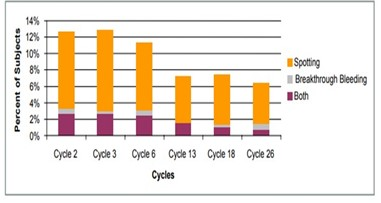 14%
12%
10%
8%
6%
4%
2%
0%
Percent of Subjects
Cycle 2 Cycle 3 Cycle 6 Cycle 13 Cycle 18 Cycle 26
Cycles
Spotting
Breakthrough Bleeding
Both